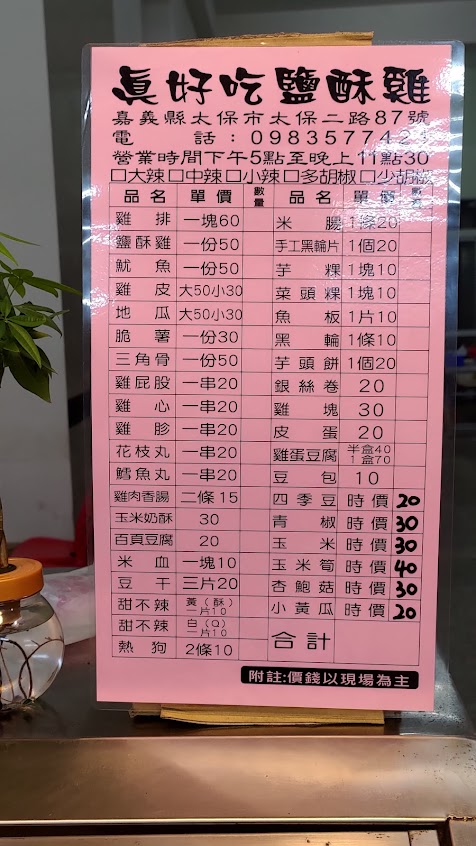 真好吃鹽酥雞
嘉義縣太保市太保二路87號
電話：098357742
營業時間下午5點至晚上11點30
□大辣□中辣□小辣□多胡椒□少胡椒
品名 單價 數量 品名 單價 數量
雞排 一塊60 米腸 1條20
鹽酥雞 一份50 手工黑輪片 1個20
魷魚 一份50 芋粿 1塊10
雞皮 大50小30 菜頭粿 1塊10
地瓜 大50小30 魚板 1片10
脆薯 一份30 黑輪 1條10
三角骨 一份50 芋頭餅 1個20
雞屁股 一串20 銀絲卷 20
雞心 一串20 雞塊 30
雞胗 一串20 皮蛋 20
花枝丸 一串20 雞蛋豆腐 半盒40 1盒70
鱈魚丸 一串20 豆包 10
雞肉香腸 二條15 四季豆 時價 20
玉米奶酥 30 青椒 時價 30
百頁豆腐 20 玉米 時價 30
米血 一塊10 玉米筍 時價 40
豆干 三片20 杏鮑菇 時價 30
甜不辣 黃（酥）一片10 小黃瓜 時價 20
甜不辣 白（Q）一片10 合計
熱狗 2條10
附註:價錢以現場為主